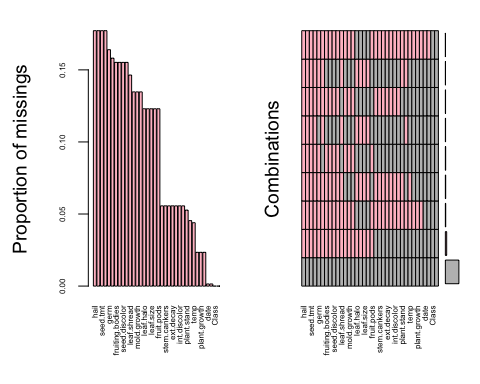 Proportion of missings
0.00
0.05
0.10
0.15
hail
seed.tmt
germ
fruiting.bodies
seed.discolor
leaf.shread
mold.growth
leaf.halo
leaf.size
fruit.pods
stem.cankers
ext.decay
int.discolor
plant.stand
temp
plant.growth
date
Class
Combinations
hail
seed.tmt
germ
fruiting.bodies
seed.discolor
leaf.shread
mold.growth
leaf.halo
leaf.size
fruit.pods
stem.cankers
ext.decay
int.discolor
plant.stand
temp
plant.growth
date
Class